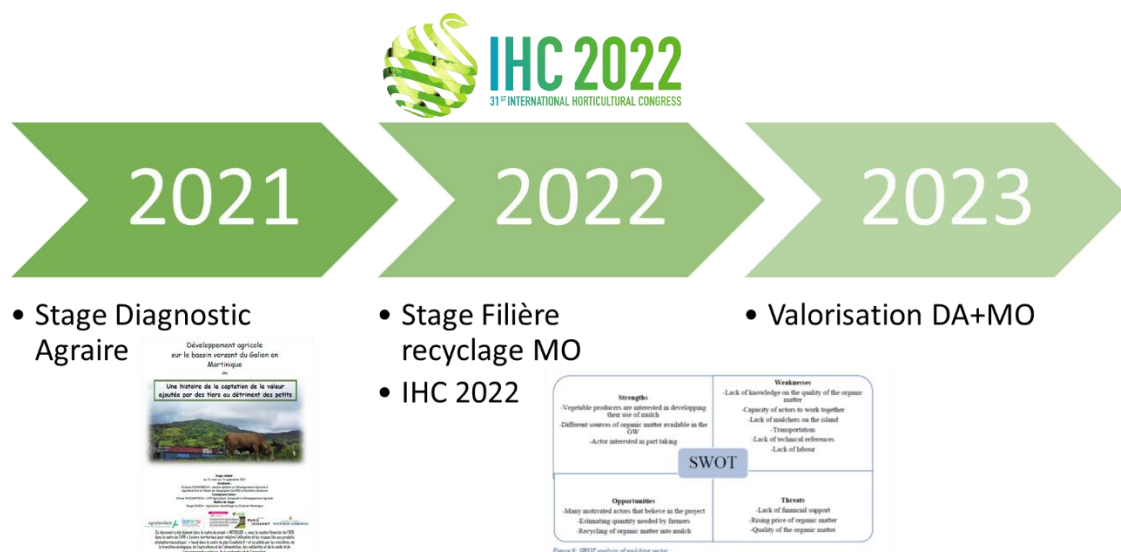 IHC 2022
31ST INTERNATIONAL HORTICULTURAL CONGRESS
2021
2022
2023
• Stage Diagnostic
Agraire
Développement agricole
sur le bassin versant du Galion en
Martinique
ou
Une histoire de la captation de la valeur
ajoutée par des tiers au détriment des petits
• Stage Filière
recyclage MO
• IHC 2022
Strengths
-Vegetable producers are interested in developping
their use of mulch
-Different sources of organic matter available in the
GW
-Actor interested in part taking
Weaknesses
-Lack of knowledge on the quality of the organic
matter
-Capacity of actors to work together
-Lack of mulchers on the island
-Transportation
-Lack of technical references
-Lack of labour
SWOT
Opportunities
-Many motivated actors that believe in the project
-Estimating quantity needed by farmers
-Recycling of organic matter into mulch
Threats
-Lack of financial support
-Rising price of organic matter
-Quality of the organic matter
SWOT analysis of mulching sector
• Valorisation DA+MO